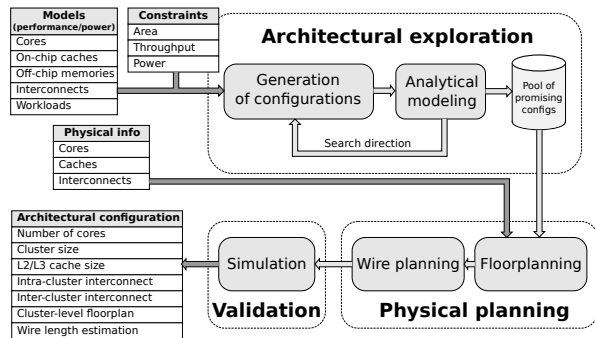 Models
(performance/power)
Cores
On-chip caches
Off-chip memories
Interconnects
Workloads
Constraints
Area
Throughput
Power
Architectural exploration
Generation
of configurations
Analytical
modeling
Pool of
promising
configs
Search direction
Physical info
Cores
Caches
Interconnects
Architectural configuration
Number of cores
Cluster size
L2/L3 cache size
Intra-cluster interconnect
Inter-cluster interconnect
Cluster-level floorplan
Wire length estimation
Simulation
Validation
Wire planning
Floorplanning
Physical planning